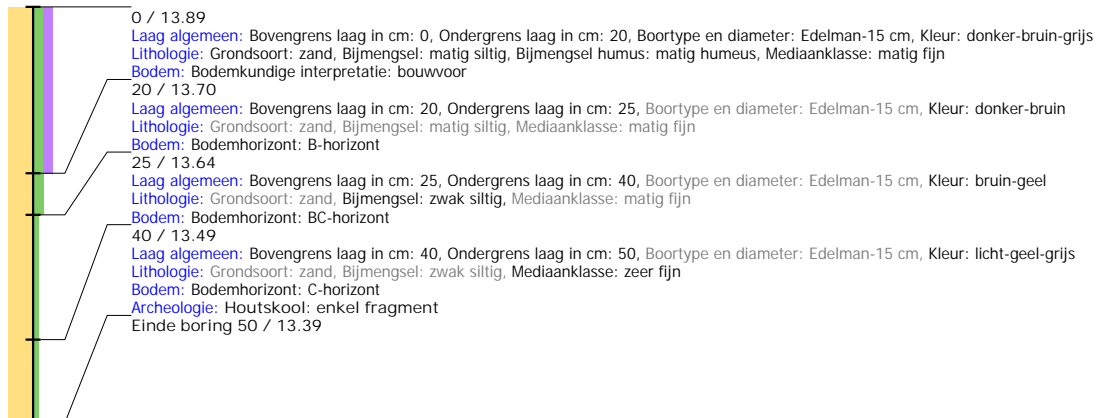 0 / 13.89
Laag algemeen: Bovengrens laag in cm: 0, Ondergrens laag in cm: 20, Boortype en diameter: Edelman-15 cm, Kleur: donker-bruin-grijs
Lithologie: Grondsoort: zand, Bijmengsel: matig siltig, Bijmengsel humus: matig humeus, Mediaanklasse: matig fijn
Bodem: Bodemkundige interpretatie: bouwvoor
20 / 13.70
Laag algemeen: Bovengrens laag in cm: 20, Ondergrens laag in cm: 25, Boortype en diameter: Edelman-15 cm, Kleur: donker-bruin
Lithologie: Grondsoort: zand, Bijmengsel: matig siltig, Mediaanklasse: matig fijn
Bodem: Bodemhorizont: B-horizont
25 / 13.64
Laag algemeen: Bovengrens laag in cm: 25, Ondergrens laag in cm: 40, Boortype en diameter: Edelman-15 cm, Kleur: bruin-geel
Lithologie: Grondsoort: zand, Bijmengsel: zwak siltig, Mediaanklasse: matig fijn
Bodem: Bodemhorizont: BC-horizont
40 / 13.49
Laag algemeen: Bovengrens laag in cm: 40, Ondergrens laag in cm: 50, Boortype en diameter: Edelman-15 cm, Kleur: licht-geel-grijs
Lithologie: Grondsoort: zand, Bijmengsel: zwak siltig, Mediaanklasse: zeer fijn
Bodem: Bodemhorizont: C-horizont
Archeologie: Houtskool: enkel fragment
Einde boring 50 / 13.39